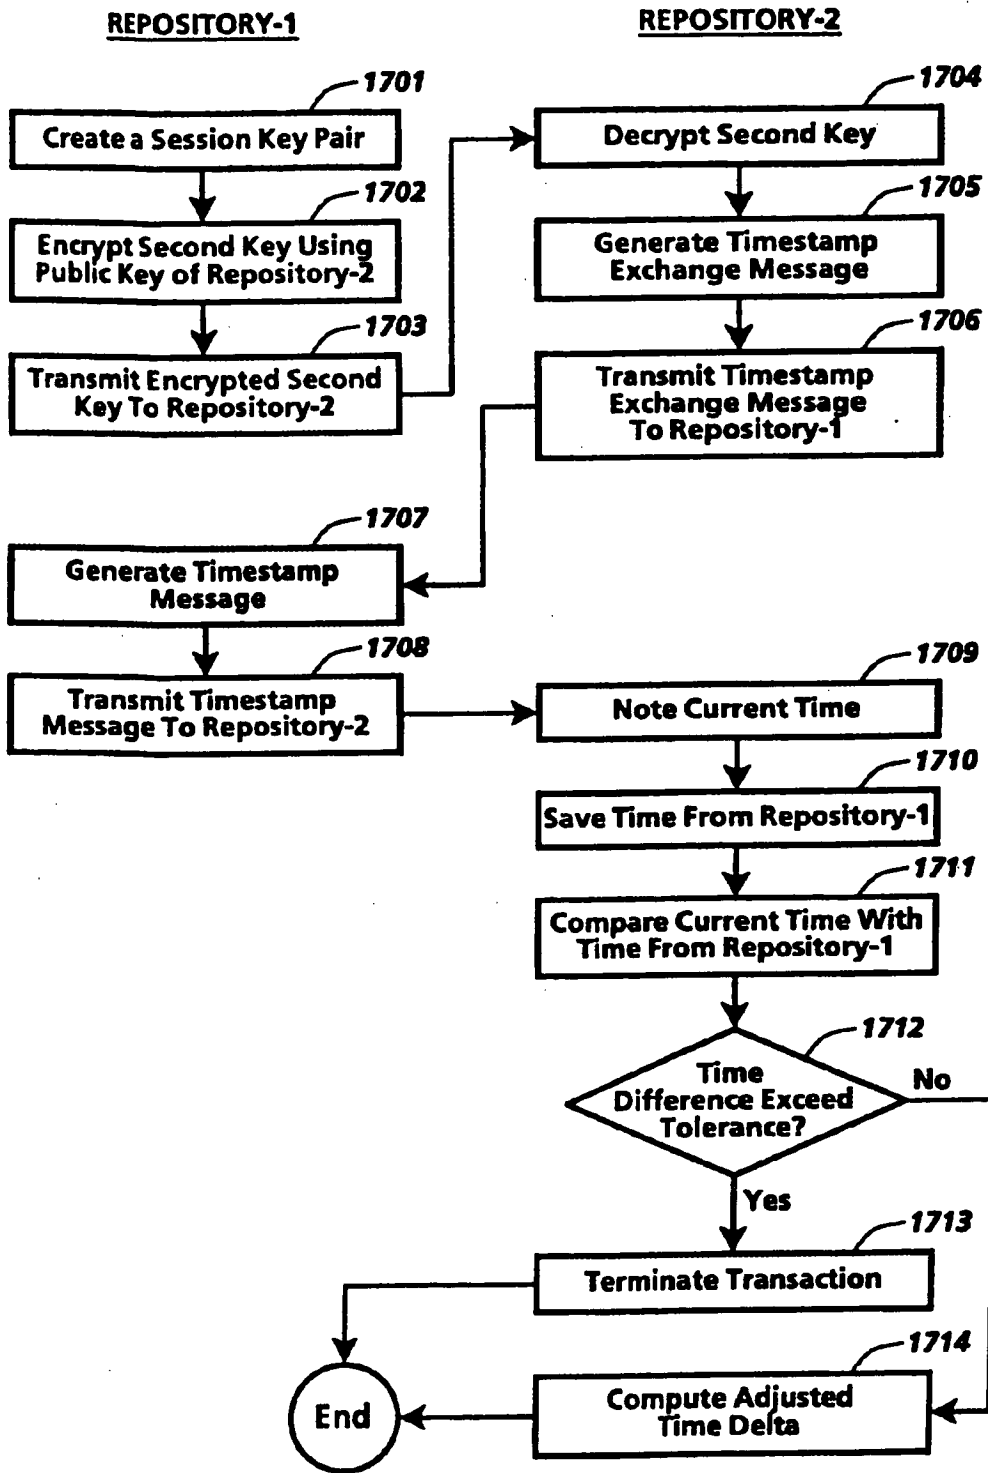 REPOSITORY-1
REPOSITORY-2
1701
Create a Session Key Pair
1702
Encrypt Second Key Using
Public Key of Repository-2
1703
Transmit Encrypted Second
Key To Repository-2
1704
Decrypt Second Key
1705
Generate Timestamp
Exchange Message
1706
Transmit Timestamp
Exchange Message
To Repository-1
1707
Generate Timestamp
Message
1708
Transmit Timestamp
Message To Repository-2
1709
Note Current Time
1710
Save Time From Repository-1
1711
Compare Current Time With
Time From Repository-1
1712
Time
Difference Exceed
Tolerance?
No
Yes
1713
Terminate Transaction
1714
Compute Adjusted
Time Delta
End